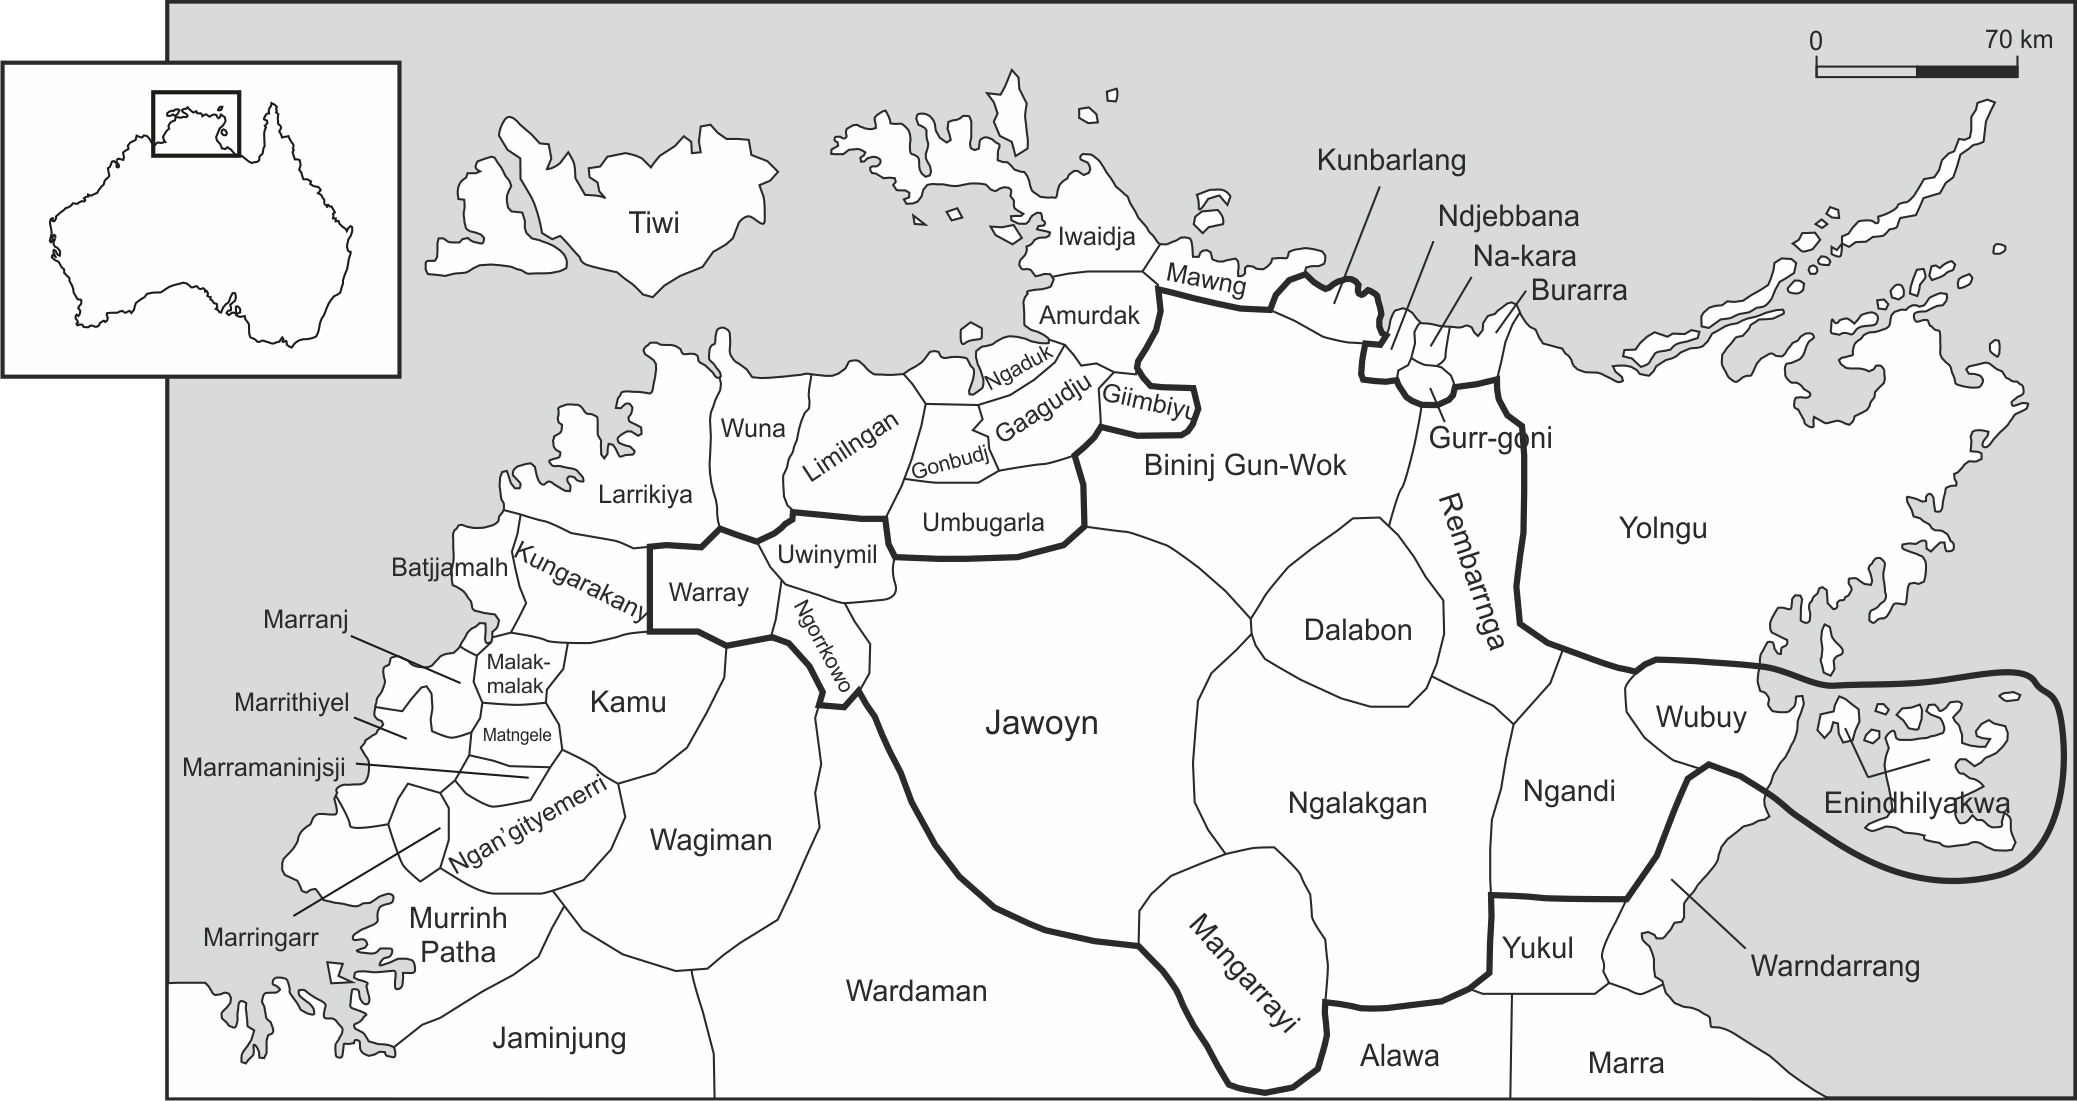 0 70 km
Kunbarlang
Ndjebbana
Tiwi
Iwaidja
Na-kara
Mawng
Burarra
Amurdak
Ngaduk
Gaagudju
Giimbiyu
Wuna
Limilngan
Gonbudj
Gurr-goni
Bininj Gun-Wok
Larrikiya
Umbugarla
Rembarrnga
Yolngu
Uwinymil
Batjjamalh
Kungarakany
Warray
Marranj
Ngorrkowo
Dalabon
Malak-
malak
Marrithiyel
Kamu
Jawoyn
Wubuy
Matngele
Marramaninjsji
Ngalakgan
Ngandi
Enindhilyakwa
Ngan'gityemerri
Wagiman
Murrinh
Patha
Marringarr
Mangarrayi
Yukul
Warndarrang
Wardaman
Jaminjung
Alawa
Marra